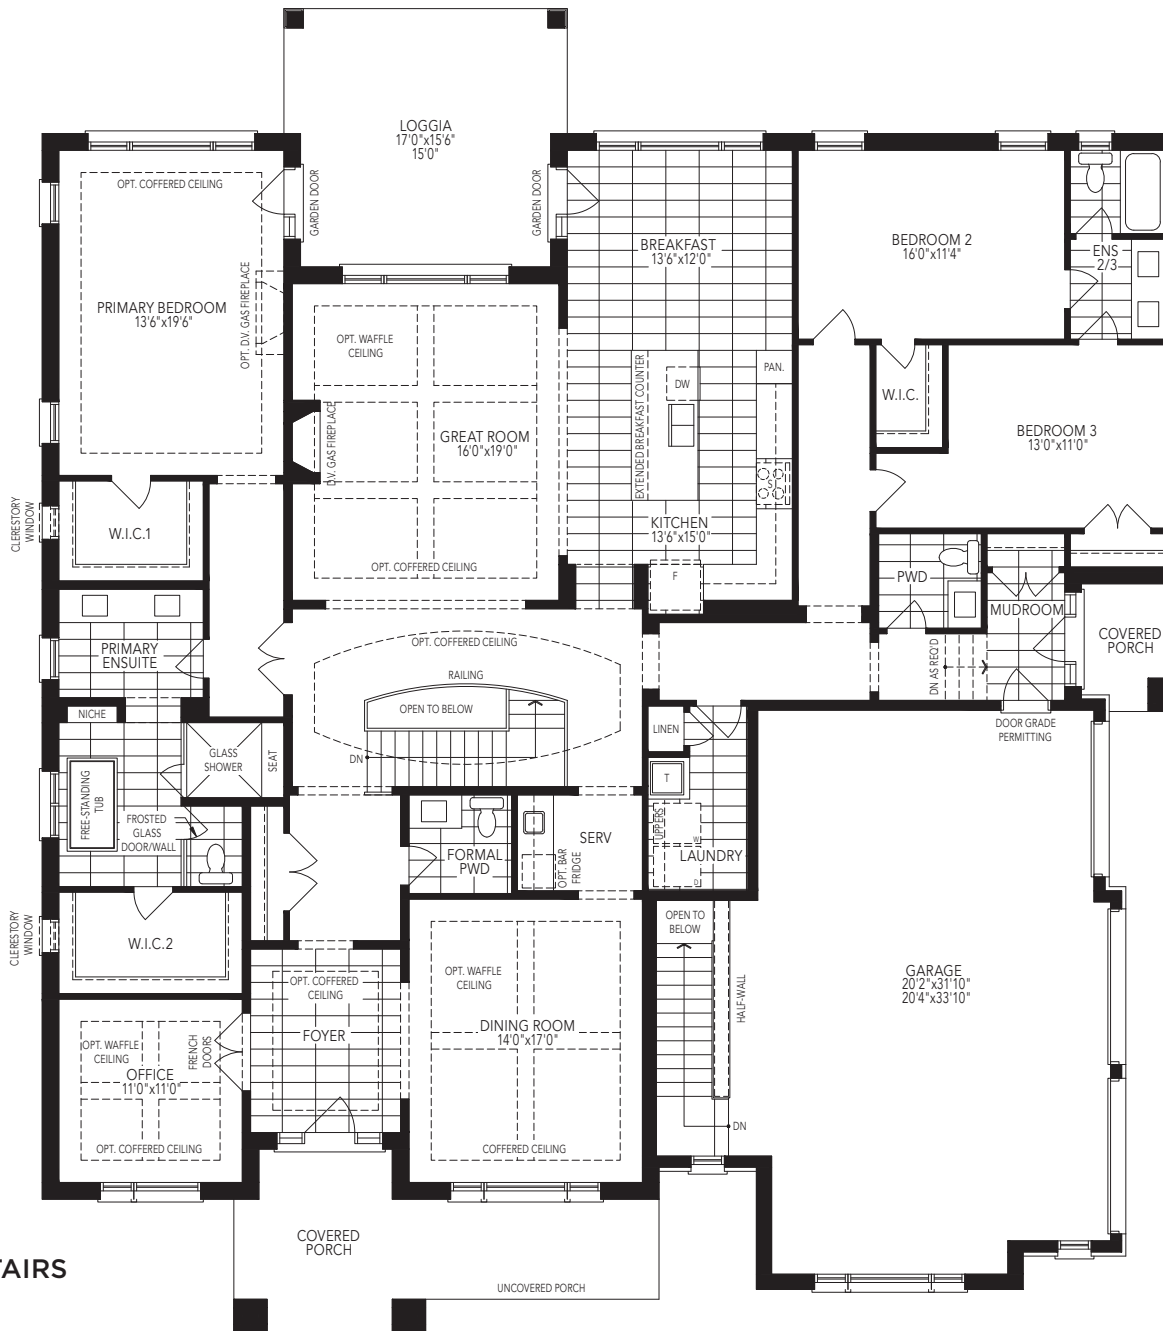 LOGGIA
17'0"x15'6"
15'0"
OPT. COFFERED CEILING
GARDEN DOOR
GARDEN DOOR
BREAKFAST
13'6"x12'0"
BEDROOM 2
16'0"x11'4"
ENS
2/3
PRIMARY BEDROOM
13'6"x19'6"
OPT. D.V. GAS FIREPLACE
OPT. WAFFLE
CEILING
EXTENDED BREAKFAST COUNTER
DW
PAN.
W.I.C.
GREAT ROOM
16'0"x19'0"
D.V. GAS FIREPLACE
BEDROOM 3
13'0"x11'0"
S
CLERESTORY
WINDOW
W.I.C.1
KITCHEN
13'6"x15'0"
OPT. COFFERED CEILING
F
PWD
MUDROOM
COVERED
PORCH
PRIMARY
ENSUITE
OPT. COFFERED CEILING
RAILING
DN AS REQ'D
OPEN TO BELOW
NICHE
LINEN
DOOR GRADE
PERMITTING
GLASS
SHOWER
SEAT
DN
T
FREE-STANDING
TUB
FROSTED
GLASS
DOOR/WALL
UPPERS
W
D
LAUNDRY
FORMAL
PWD
SERV
OPT. BAR
FRIDGE
CLERESTORY
WINDOW
W.I.C.2
OPEN TO
BELOW
OPT. COFFERED
CEILING
OPT. WAFFLE
CEILING
GARAGE
20'2"x31'10"
20'4"x33'10"
HALF-WALL
FOYER
DINING ROOM
14'0"x17'0"
OPT. WAFFLE
CEILING
FRENCH
DOORS
OFFICE
11'0"x11'0"
OPT. COFFERED CEILING
COFFERED CEILING
DN
COVERED
PORCH
TAIRS
UNCOVERED PORCH